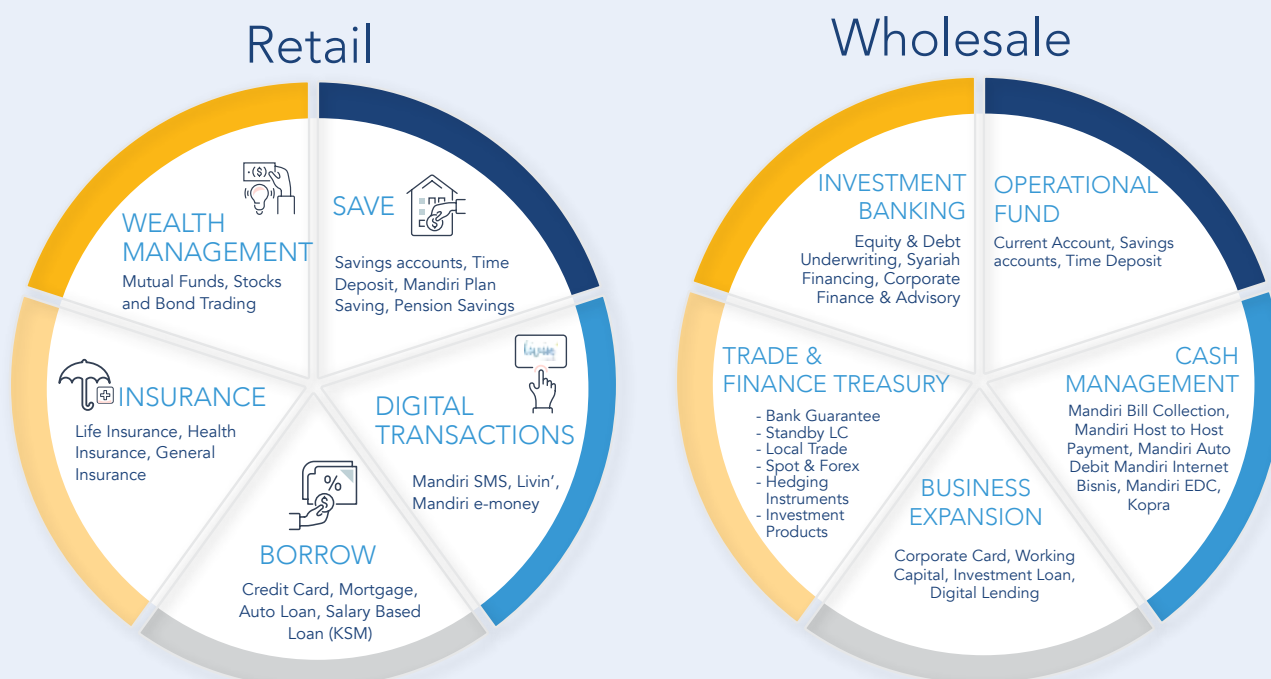 Retail
WEALTH
MANAGEMENT
Mutual Funds, Stocks
and Bond Trading
SAVE
Savings accounts, Time
Deposit, Mandiri Plan
Saving, Pension Savings
INSURANCE
Life Insurance, Health
Insurance, General
Insurance
DIGITAL
TRANSACTIONS
Mandiri SMS, Livin’,
Mandiri e-money
%
BORROW
Credit Card, Mortgage,
Auto Loan, Salary Based
Loan (KSM)
Wholesale
INVESTMENT
BANKING
Equity & Debt
Underwriting, Syariah
Financing, Corporate
Finance & Advisory
OPERATIONAL
FUND
Current Account, Savings
accounts, Time Deposit
TRADE &
FINANCE TREASURY
- Bank Guarantee
- Standby LC
- Local Trade
- Spot & Forex
- Hedging
Instruments
- Investment
Products
CASH
MANAGEMENT
Mandiri Bill Collection,
Mandiri Host to Host
Payment, Mandiri Auto
Debit Mandiri Internet
Bisnis, Mandiri EDC,
Kopra
BUSINESS
EXPANSION
Corporate Card, Working
Capital, Investment Loan,
Digital Lending